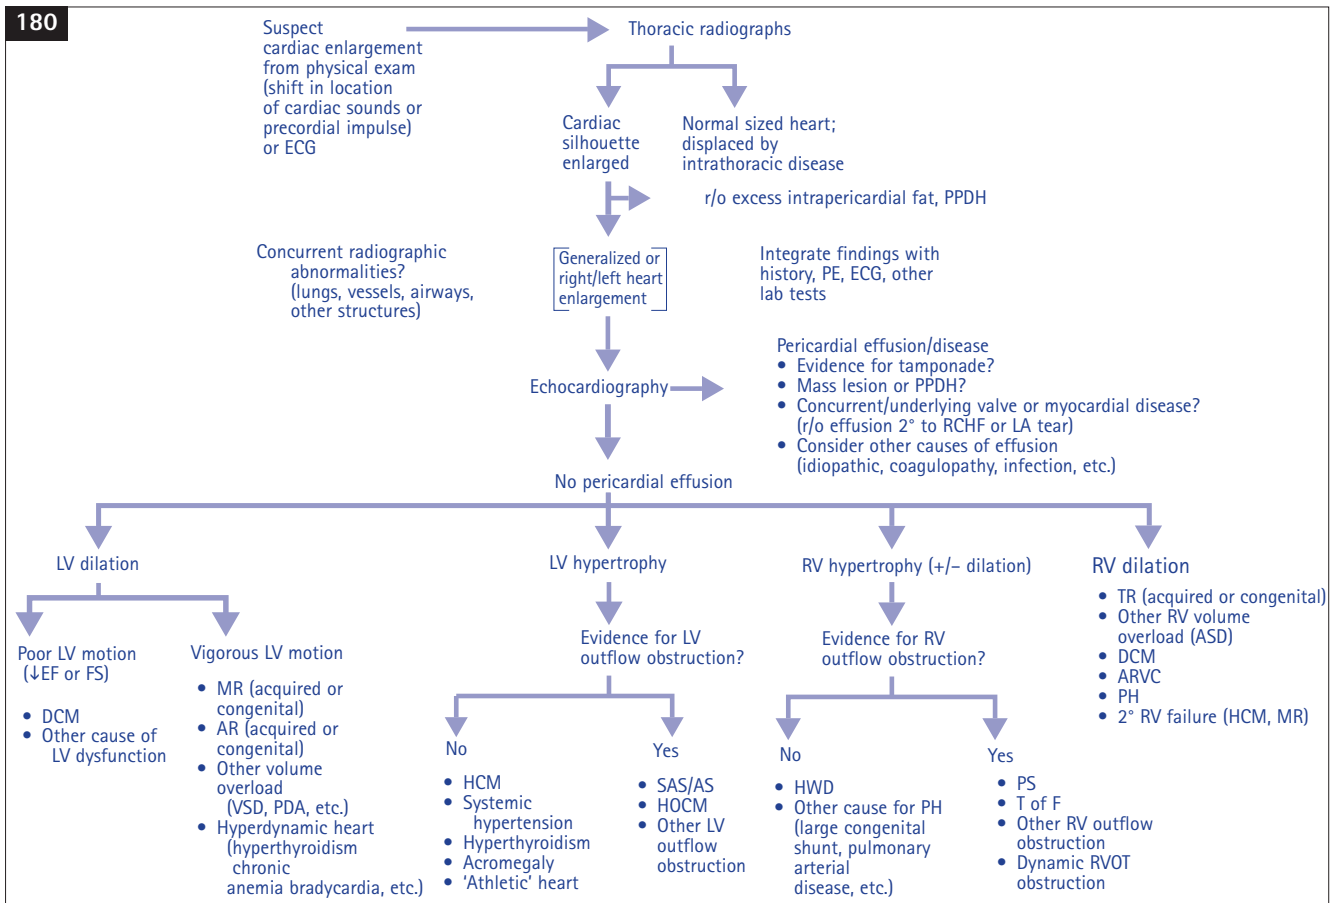 180
Suspect
cardiac enlargement
from physical exam
(shift in location
of cardiac sounds or
precordial impulse)
or ECG
Thoracic radiographs
Cardiac
silhouette
enlarged
Normal sized heart;
displaced by
intrathoracic disease
r/o excess intrapericardial fat, PPDH
Concurrent radiographic
abnormalities?
(lungs, vessels, airways,
other structures)
Generalized or
right/left heart
enlargement
Integrate findings with
history, PE, ECG, other
lab tests
Echocardiography
Pericardial effusion/disease
• Evidence for tamponade?
• Mass lesion or PPDH?
• Concurrent/underlying valve or myocardial disease?
(r/o effusion 2° to RCHF or LA tear)
• Consider other causes of effusion
(idiopathic, coagulopathy, infection, etc.)
No pericardial effusion
LV dilation
Poor LV motion
(↓EF or FS)
• DCM
• Other cause of
LV dysfunction
Vigorous LV motion
• MR (acquired or
congenital)
• AR (acquired or
congenital)
• Other volume
overload
(VSD, PDA, etc.)
• Hyperdynamic heart
(hyperthyroidism
chronic
anemia bradycardia, etc.)
LV hypertrophy
Evidence for LV
outflow obstruction?
No
• HCM
• Systemic
hypertension
• Hyperthyroidism
• Acromegaly
• 'Athletic' heart
Yes
• SAS/AS
• HOCM
• Other LV
outflow
obstruction
RV hypertrophy (+/– dilation)
Evidence for RV
outflow obstruction?
No
• HWD
• Other cause for PH
(large congenital
shunt, pulmonary
arterial
disease, etc.)
Yes
• PS
• T of F
• Other RV outflow
obstruction
• Dynamic RVOT
obstruction
RV dilation
• TR (acquired or congenital)
• Other RV volume
overload (ASD)
• DCM
• ARVC
• PH
• 2° RV failure (HCM, MR)